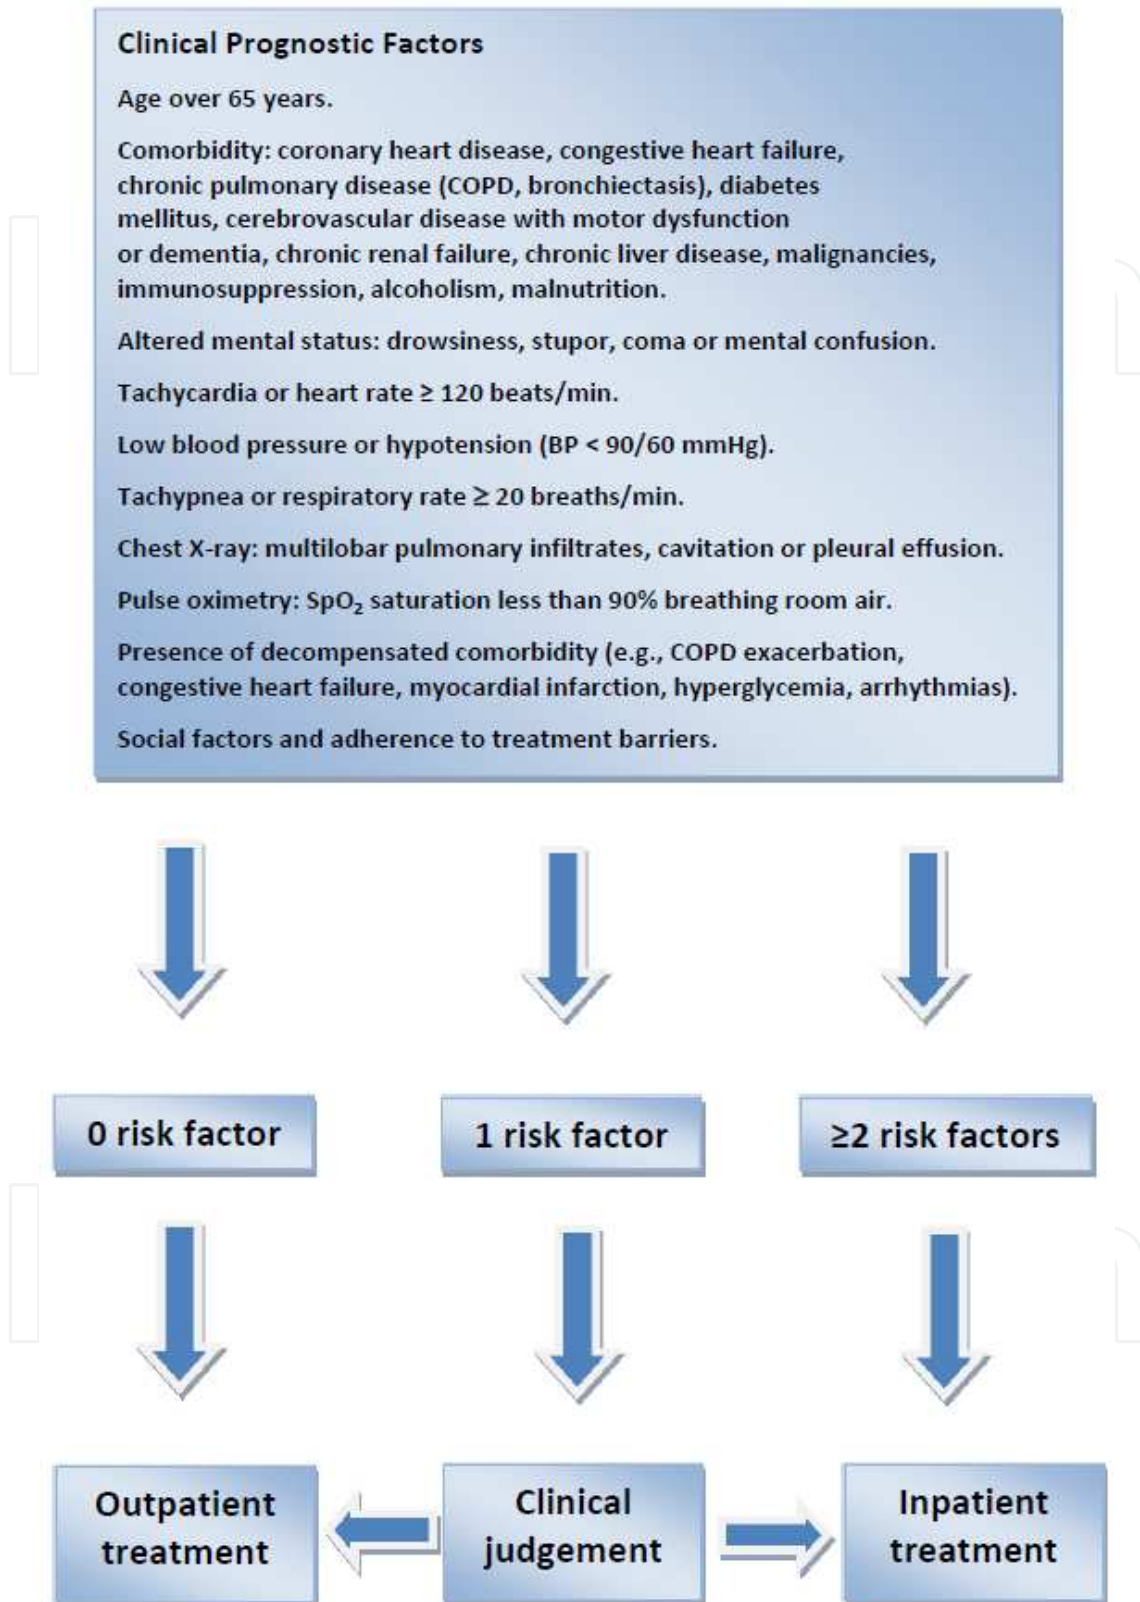 Clinical Prognostic Factors
Age over 65 years.
Comorbidity: coronary heart disease, congestive heart failure,
chronic pulmonary disease (COPD, bronchiectasis), diabetes
mellitus, cerebrovascular disease with motor dysfunction
or dementia, chronic renal failure, chronic liver disease, malignancies,
immunosuppression, alcoholism, malnutrition.
Altered mental status: drowsiness, stupor, coma or mental confusion.
Tachycardia or heart rate ≥ 120 beats/min.
Low blood pressure or hypotension (BP < 90/60 mmHg).
Tachypnea or respiratory rate ≥ 20 breaths/min.
Chest X-ray: multilobar pulmonary infiltrates, cavitation or pleural effusion.
Pulse oximetry: SpO₂ saturation less than 90% breathing room air.
Presence of decompensated comorbidity (e.g., COPD exacerbation,
congestive heart failure, myocardial infarction, hyperglycemia, arrhythmias).
Social factors and adherence to treatment barriers.
0 risk factor
1 risk factor
≥2 risk factors
Outpatient
treatment
Clinical
judgement
Inpatient
treatment